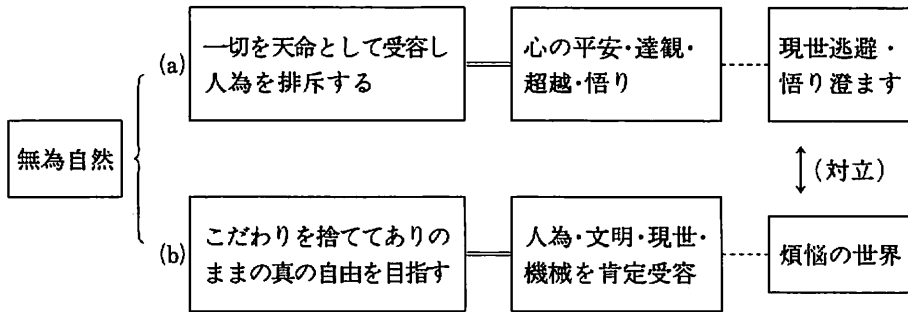 無為自然
(a)
一切を天命として受容し
人為を排斥する
心の平安・達観・
超越・悟り
現世逃避・
悟り澄ます
(対立)
(b)
こだわりを捨ててありの
ままの真の自由を目指す
人為・文明・現世・
機械を肯定受容
煩悩の世界